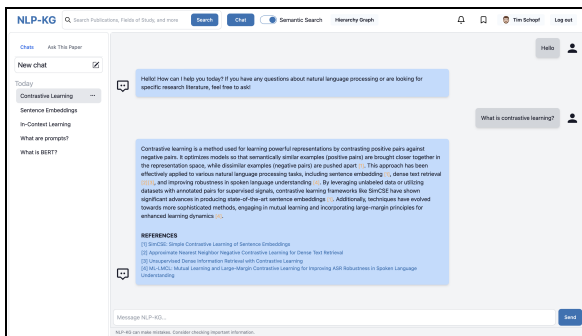 NLP-KG
Search Publications, Fields of Study, and more
Search
Chat
Semantic Search
Hierarchy Graph
Tim Schopf
Log out
Chats
Ask This Paper
New chat
Today
Contrastive Learning
Sentence Embeddings
In-Context Learning
What are prompts?
What is BERT?
Hello
Hello! How can I help you today? If you have any questions about natural language processing or are looking for
specific research literature, feel free to ask!
What is contrastive learning?
Contrastive learning is a method used for learning powerful representations by contrasting positive pairs against
negative pairs. It optimizes models so that semantically similar examples (positive pairs) are brought closer together in
the representation space, while dissimilar examples (negative pairs) are pushed apart. This approach has been
effectively applied to various natural language processing tasks, including sentence embedding, dense text retrieval
, and improving robustness in spoken language understanding. By leveraging unlabeled data or utilizing
datasets with annotated pairs for supervised signals, contrastive learning frameworks like SimCSE have shown
significant advances in producing state-of-the-art sentence embeddings. Additionally, techniques have evolved
towards more sophisticated methods, engaging in mutual learning and incorporating large-margin principles for
enhanced learning dynamics.
REFERENCES
[1] SimCSE: Simple Contrastive Learning of Sentence Embeddings
[2] Approximate Nearest Neighbor Negative Contrastive Learning for Dense Text Retrieval
[3] Unsupervised Dense Information Retrieval with Contrastive Learning
[4] ML-LMCL: Mutual Learning and Large-Margin Contrastive Learning for Improving ASR Robustness in Spoken Language
Understanding
Message NLP-KG...
Send
NLP-KG can make mistakes. Consider checking important information.